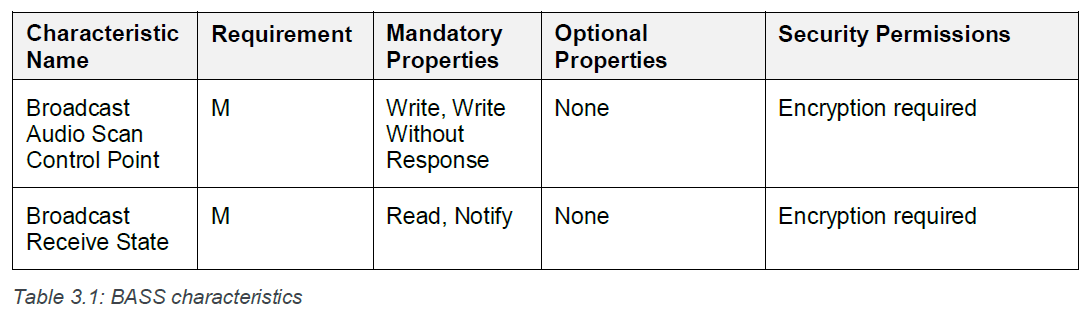 Characteristic Name
Requirement
Mandatory Properties
Optional Properties
Security Permissions
Broadcast Audio Scan Control Point
M
Write, Write Without Response
None
Encryption required
Broadcast Receive State
M
Read, Notify
None
Encryption required
Table 3.1: BASS characteristics